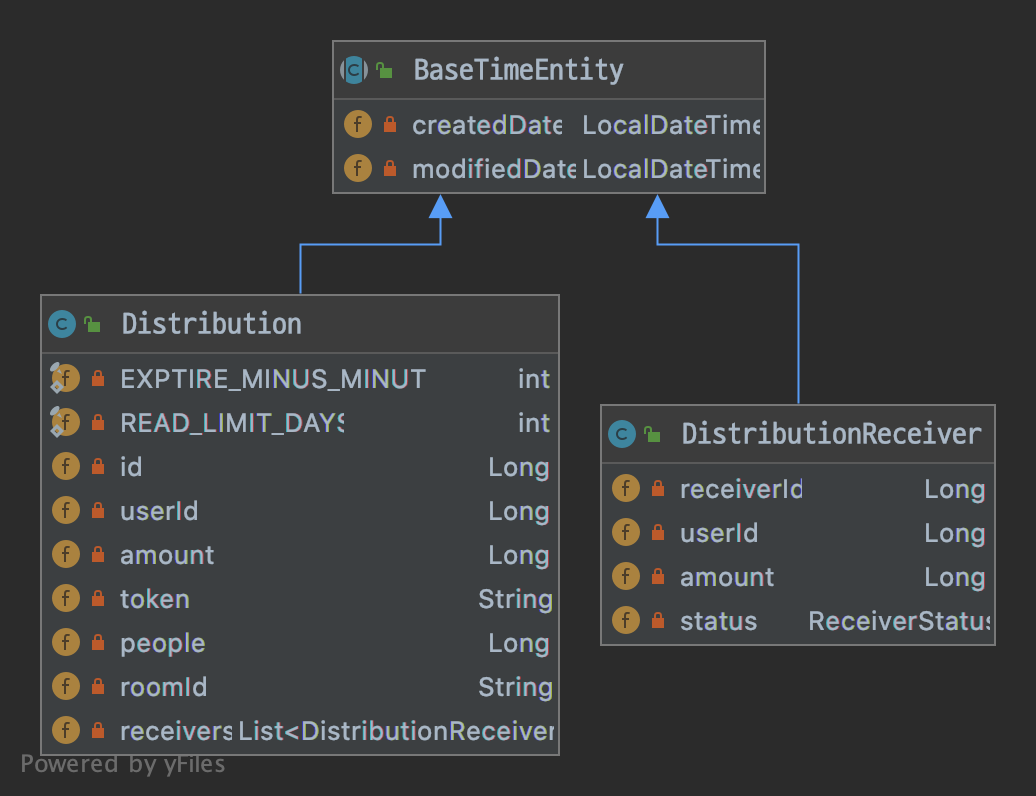 BaseTimeEntity
createdDate LocalDateTime
modifiedDate LocalDateTime
Distribution
EXPTIRE_MINUS_MINUT int
READ_LIMIT_DAYS int
id Long
userId Long
amount Long
token String
people Long
roomId String
receivers List<DistributionReceiver
DistributionReceiver
receiverId Long
userId Long
amount Long
status ReceiverStatus
Powered by yFiles